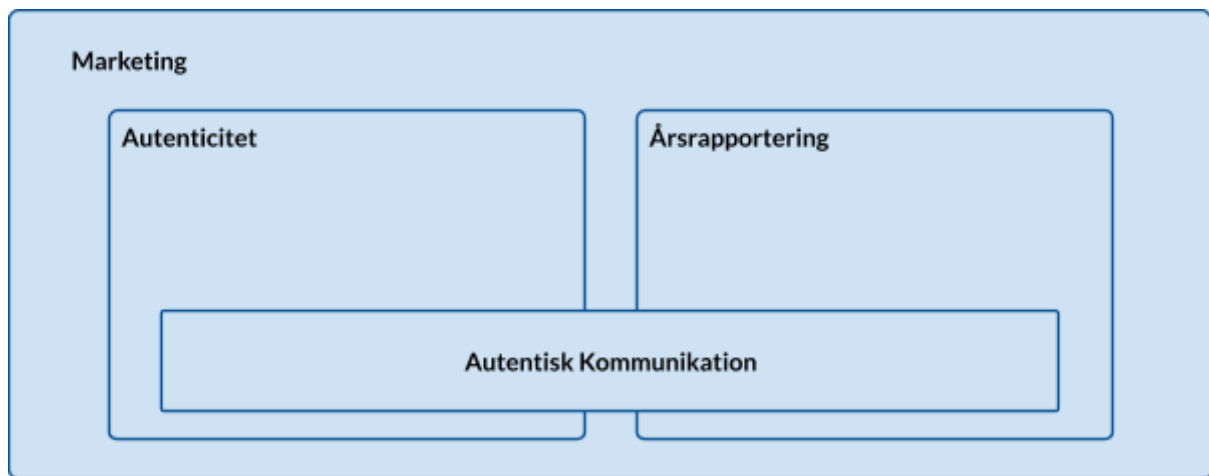 Marketing
Autenticitet
Årsrapportering
Autentisk Kommunikation